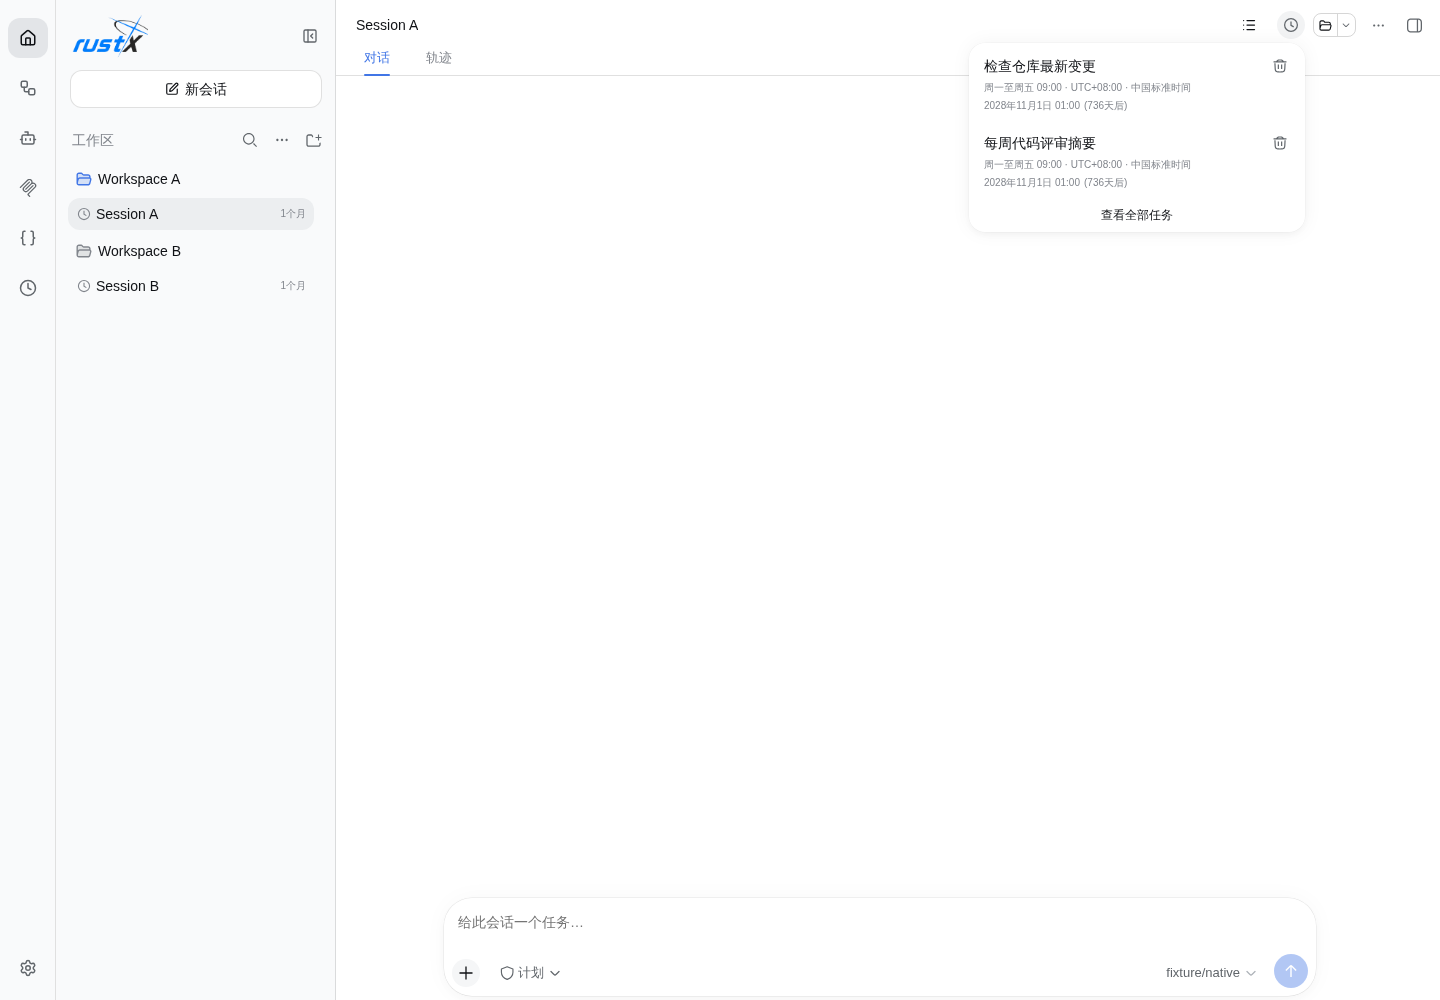 rustX
新会话
工作区
Workspace A
Session A 1个月
Workspace B
Session B 1个月
Session A
对话 轨迹
检查仓库最新变更
周一至周五 09:00 · UTC+08:00 · 中国标准时间
2028年11月1日 01:00 (736天后)
每周代码评审摘要
周一至周五 09:00 · UTC+08:00 · 中国标准时间
2028年11月1日 01:00 (736天后)
查看全部任务
给此会话一个任务…
计划 fixture/native